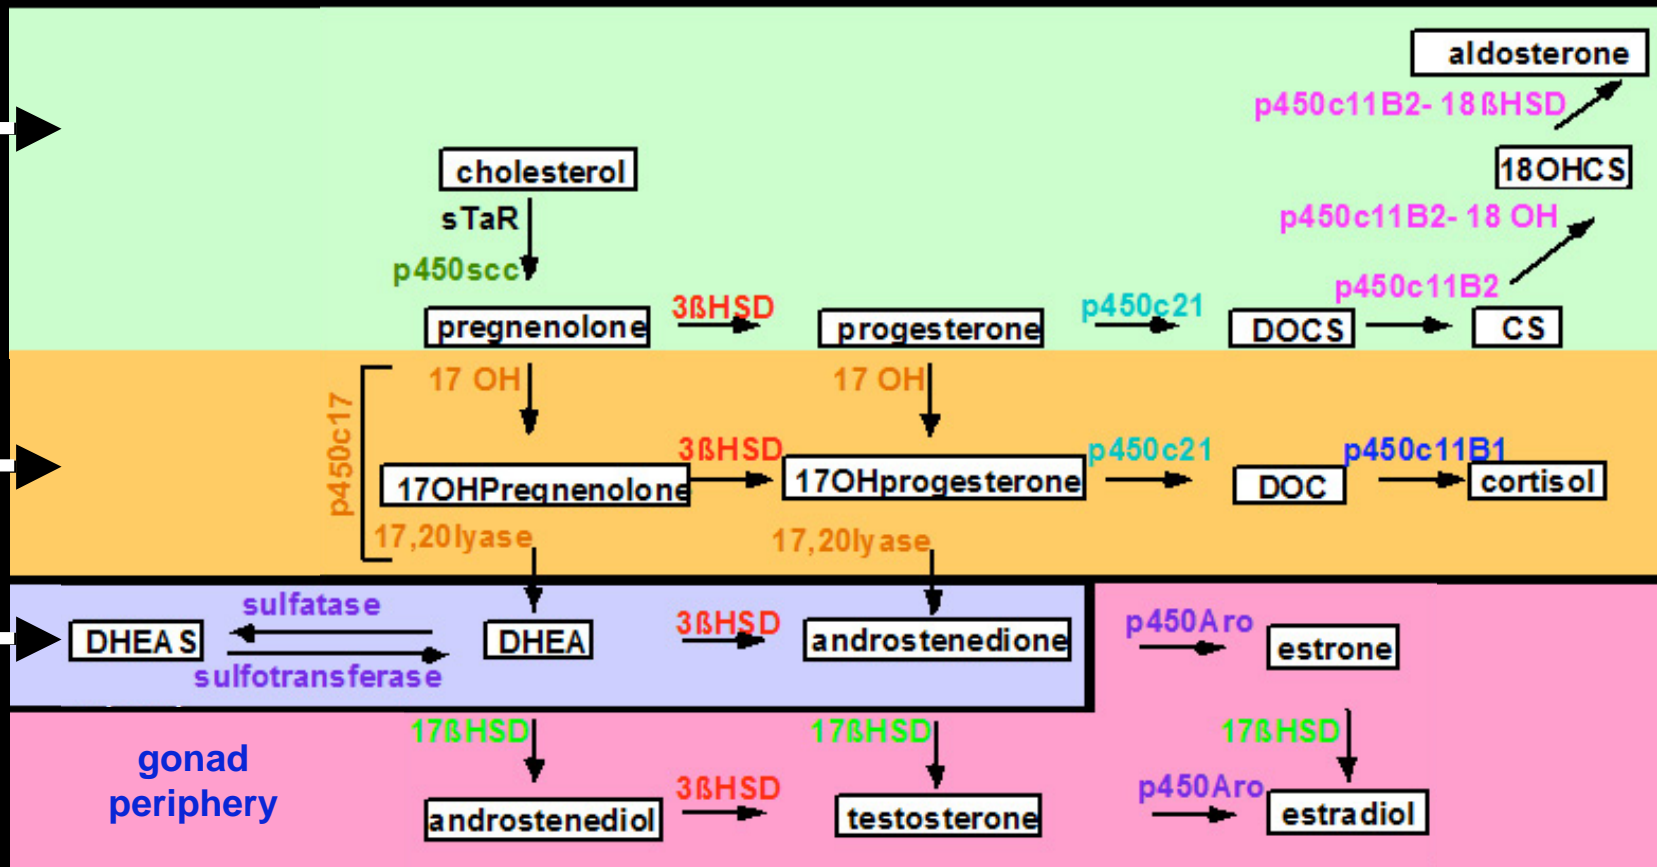 aldosterone
p450c11B2- 18ßHSD
cholesterol
18OHCS
sTaR
p450c11B2- 18 OH
p450scc
p450c11B2
3ßHSD
p450c21
pregnenolone
progesterone
DOCS
CS
17 OH
17 OH
p450c17
3ßHSD
p450c21
p450c11B1
17OHPregnenolone
17OHprogesterone
DOC
cortisol
17,20lyase
17,20lyase
sulfatase
3ßHSD
p450Aro
DHEAS
DHEA
androstenedione
estrone
sulfotransferase
17ßHSD
17ßHSD
17ßHSD
gonad
periphery
3ßHSD
p450Aro
androstenediol
testosterone
estradiol